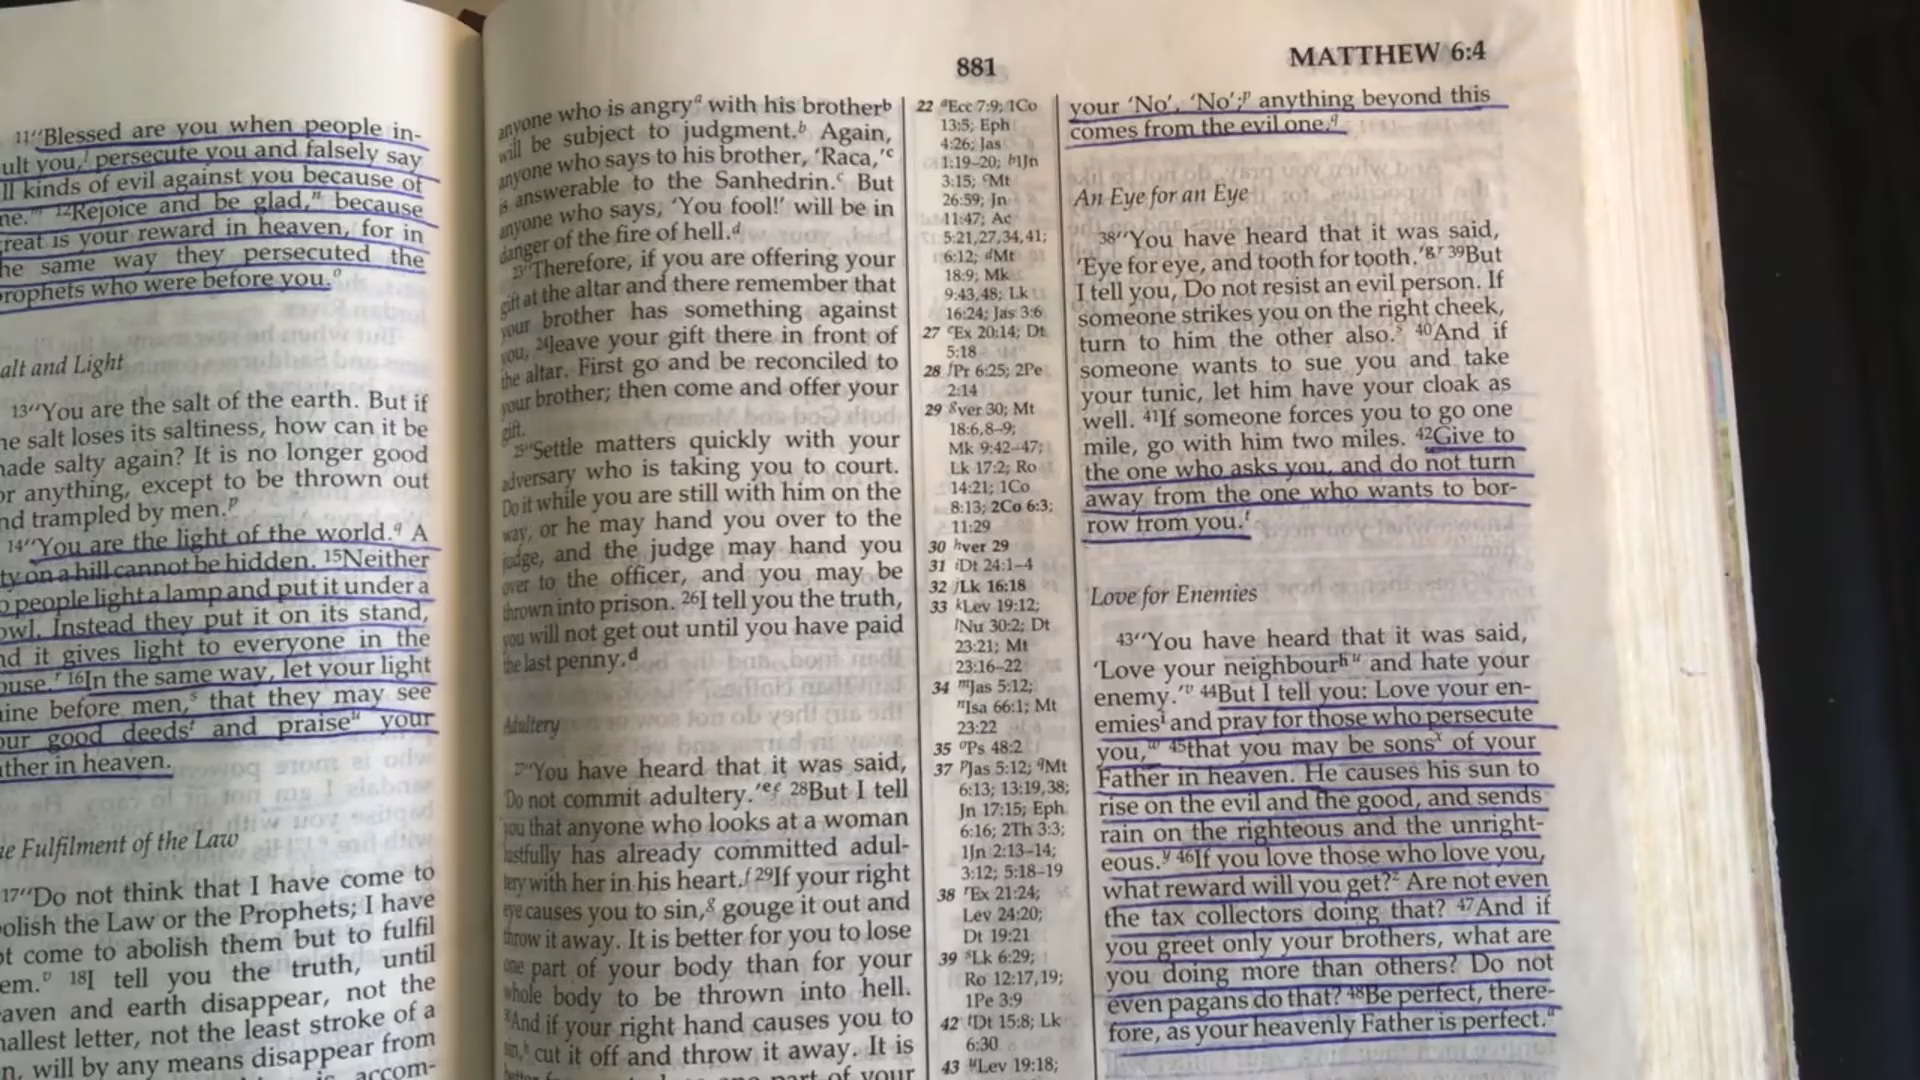 11“Blessed are you when people in-
ult you,l persecute you and falsely say
ll kinds of evil against you because of
me.”m 12Rejoice and be glad,n because
reat is your reward in heaven, for in
he same way they persecuted the
rophets who were before you.o
alt and Light
13“You are the salt of the earth. But if
he salt loses its saltiness, how can it be
made salty again? It is no longer good
or anything, except to be thrown out
nd trampled by men.p
14“You are the light of the world.q A
ty on a hill cannot be hidden. 15Neither
o people light a lamp and put it under a
owl. Instead they put it on its stand,
nd it gives light to everyone in the
ouse.r 16In the same way, let your light
ine before men,s that they may see
our good deedst and praiseu your
ather in heaven.
e Fulfilment of the Law
17“Do not think that I have come to
olish the Law or the Prophets; I have
ot come to abolish them but to fulfil
em.v 18I tell you the truth, until
eaven and earth disappear, not the
mallest letter, not the least stroke of a
n, will by any means disappear from
accom-
881
MATTHEW 6:4
anyone who is angrya with his brotherb
will be subject to judgment.b Again,
anyone who says to his brother, ‘Raca,’c
is answerable to the Sanhedrin.c But
anyone who says, ‘You fool!’ will be in
danger of the fire of hell.d
23“Therefore, if you are offering your
gift at the altar and there remember that
your brother has something against
you, 24leave your gift there in front of
the altar. First go and be reconciled to
your brother; then come and offer your
gift.
25“Settle matters quickly with your
adversary who is taking you to court.
Do it while you are still with him on the
way, or he may hand you over to the
judge, and the judge may hand you
over to the officer, and you may be
thrown into prison. 26I tell you the truth,
you will not get out until you have paid
the last penny.d
Adultery
27“You have heard that it was said,
Do not commit adultery.’ee 28But I tell
you that anyone who looks at a woman
lustfully has already committed adul-
tery with her in his heart.f 29If your right
eye causes you to sin,g gouge it out and
throw it away. It is better for you to lose
one part of your body than for your
whole body to be thrown into hell.
30And if your right hand causes you to
sin,h cut it off and throw it away. It is
one part of your
22 aEcc 7:9; 1Co
13:5; Eph
4:26; Jas
1:19–20; b1Jn
3:15; cMt
26:59; Jn
11:47; Ac
5:21,27,34,41;
6:12; dMt
18:9; Mk
9:43,48; Lk
16:24; Jas 3:6
27 eEx 20:14; Dt
5:18
28 fPr 6:25; 2Pe
2:14
29 gver 30; Mt
18:6,8–9;
Mk 9:42–47;
Lk 17:2; Ro
14:21; 1Co
8:13; 2Co 6:3;
11:29
30 hver 29
31 iDt 24:1–4
32 jLk 16:18
33 kLev 19:12;
lNu 30:2; Dt
23:21; Mt
23:16–22
34 mJas 5:12;
nIsa 66:1; Mt
23:22
35 oPs 48:2
37 pJas 5:12; qMt
6:13; 13:19,38;
Jn 17:15; Eph
6:16; 2Th 3:3;
1Jn 2:13–14;
3:12; 5:18–19
38 rEx 21:24;
Lev 24:20;
Dt 19:21
39 sLk 6:29;
Ro 12:17,19;
1Pe 3:9
42 tDt 15:8; Lk
6:30
43 uLev 19:18;
your ‘No’, ‘No’;p anything beyond this
comes from the evil one.q
An Eye for an Eye
38“You have heard that it was said,
‘Eye for eye, and tooth for tooth.’gr 39But
I tell you, Do not resist an evil person. If
someone strikes you on the right cheek,
turn to him the other also.s 40And if
someone wants to sue you and take
your tunic, let him have your cloak as
well. 41If someone forces you to go one
mile, go with him two miles. 42Give to
the one who asks you, and do not turn
away from the one who wants to bor-
row from you.t
Love for Enemies
43“You have heard that it was said,
‘Love your neighbourhu and hate your
enemy.’v 44But I tell you: Love your en-
emiesi and pray for those who persecute
you,w 45that you may be sonsx of your
Father in heaven. He causes his sun to
rise on the evil and the good, and sends
rain on the righteous and the unright-
eous.y 46If you love those who love you,
what reward will you get?z Are not even
the tax collectors doing that? 47And if
you greet only your brothers, what are
you doing more than others? Do not
even pagans do that? 48Be perfect, there-
fore, as your heavenly Father is perfect.a